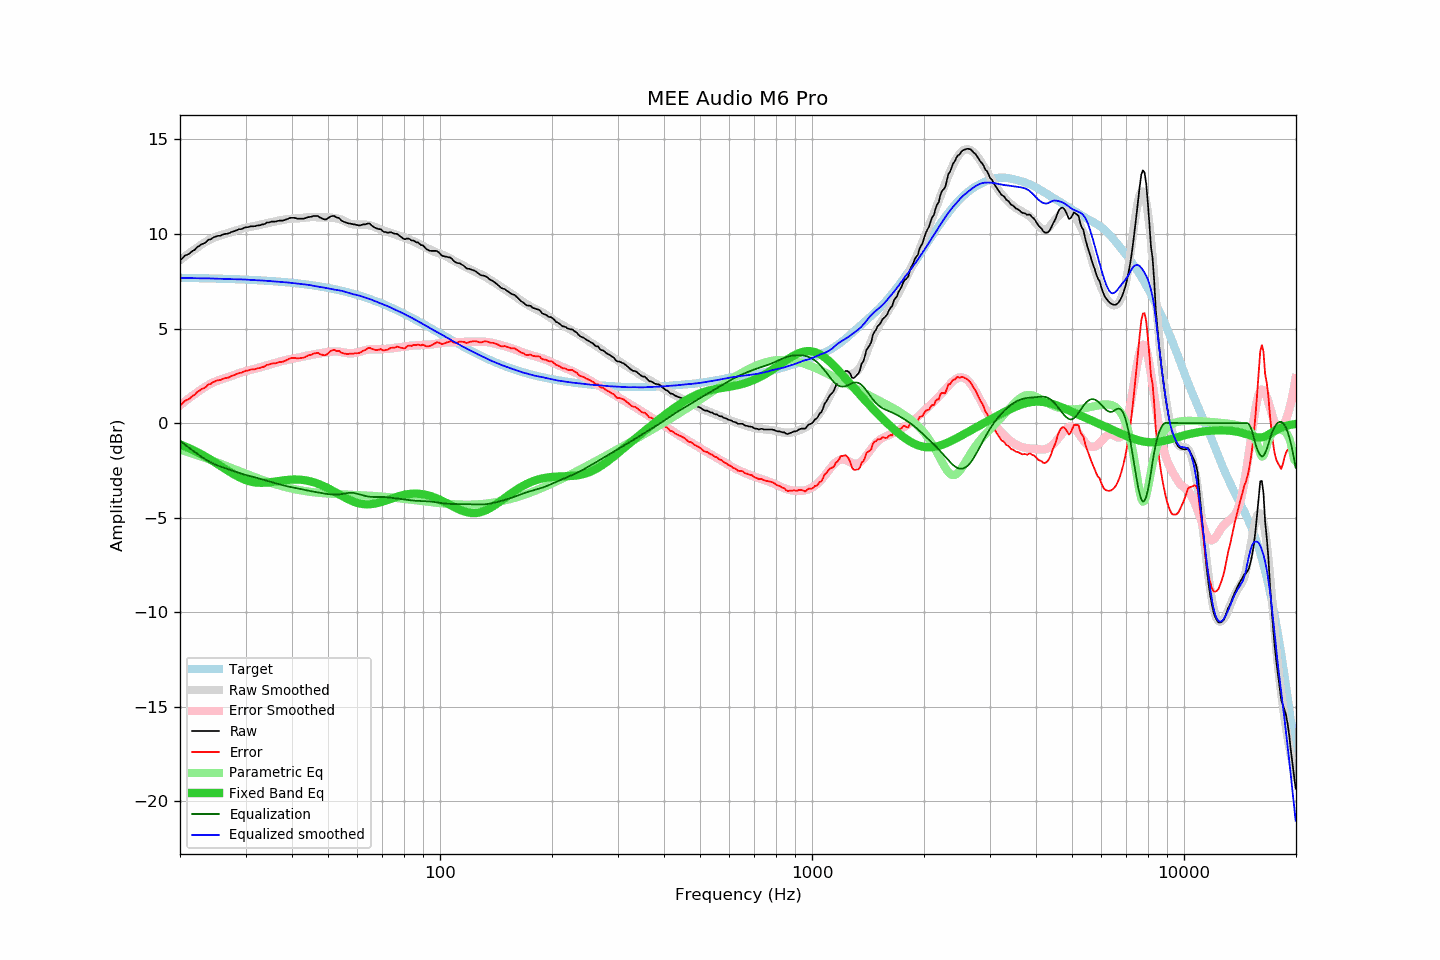 MEE Audio M6 Pro
15
10
5
0
−5
−10
−15
−20
Amplitude (dBr)
Target
Raw Smoothed
Error Smoothed
Raw
Error
Parametric Eq
Fixed Band Eq
Equalization
Equalized smoothed
100
1000
10000
Frequency (Hz)